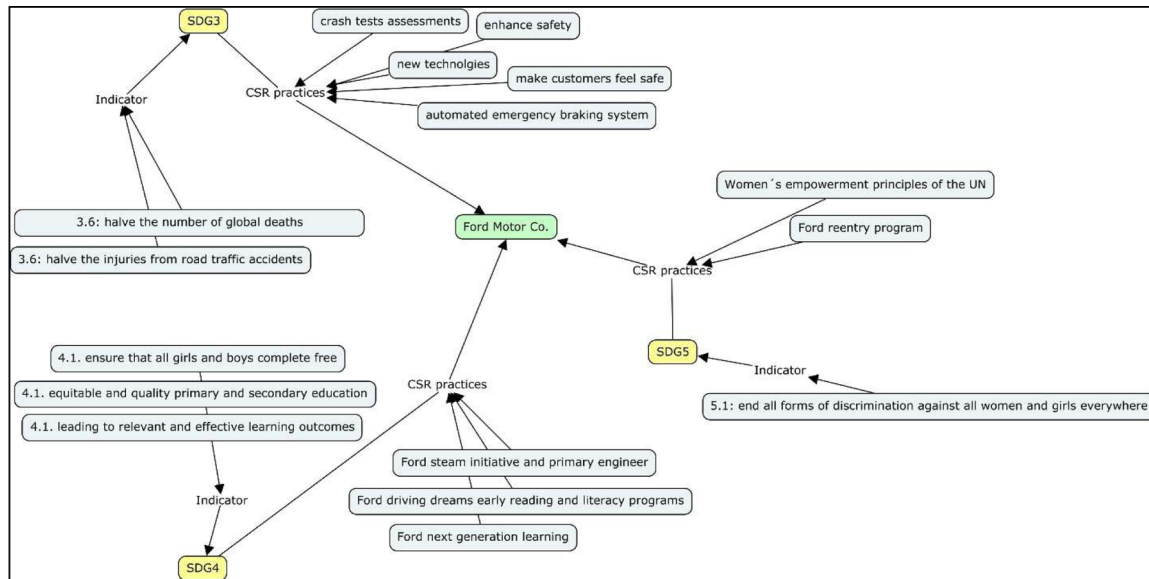 SDG3
crash tests assessments
enhance safety
new technolgies
make customers feel safe
Indicator
CSR practices
automated emergency braking system
Women´s empowerment principles of the UN
3.6: halve the number of global deaths
Ford Motor Co.
Ford reentry program
3.6: halve the injuries from road traffic accidents
CSR practices
4.1. ensure that all girls and boys complete free
SDG5
Indicator
4.1. equitable and quality primary and secondary education
CSR practices
5.1: end all forms of discrimination against all women and girls everywhere
4.1. leading to relevant and effective learning outcomes
Ford steam initiative and primary engineer
Indicator
Ford driving dreams early reading and literacy programs
Ford next generation learning
SDG4